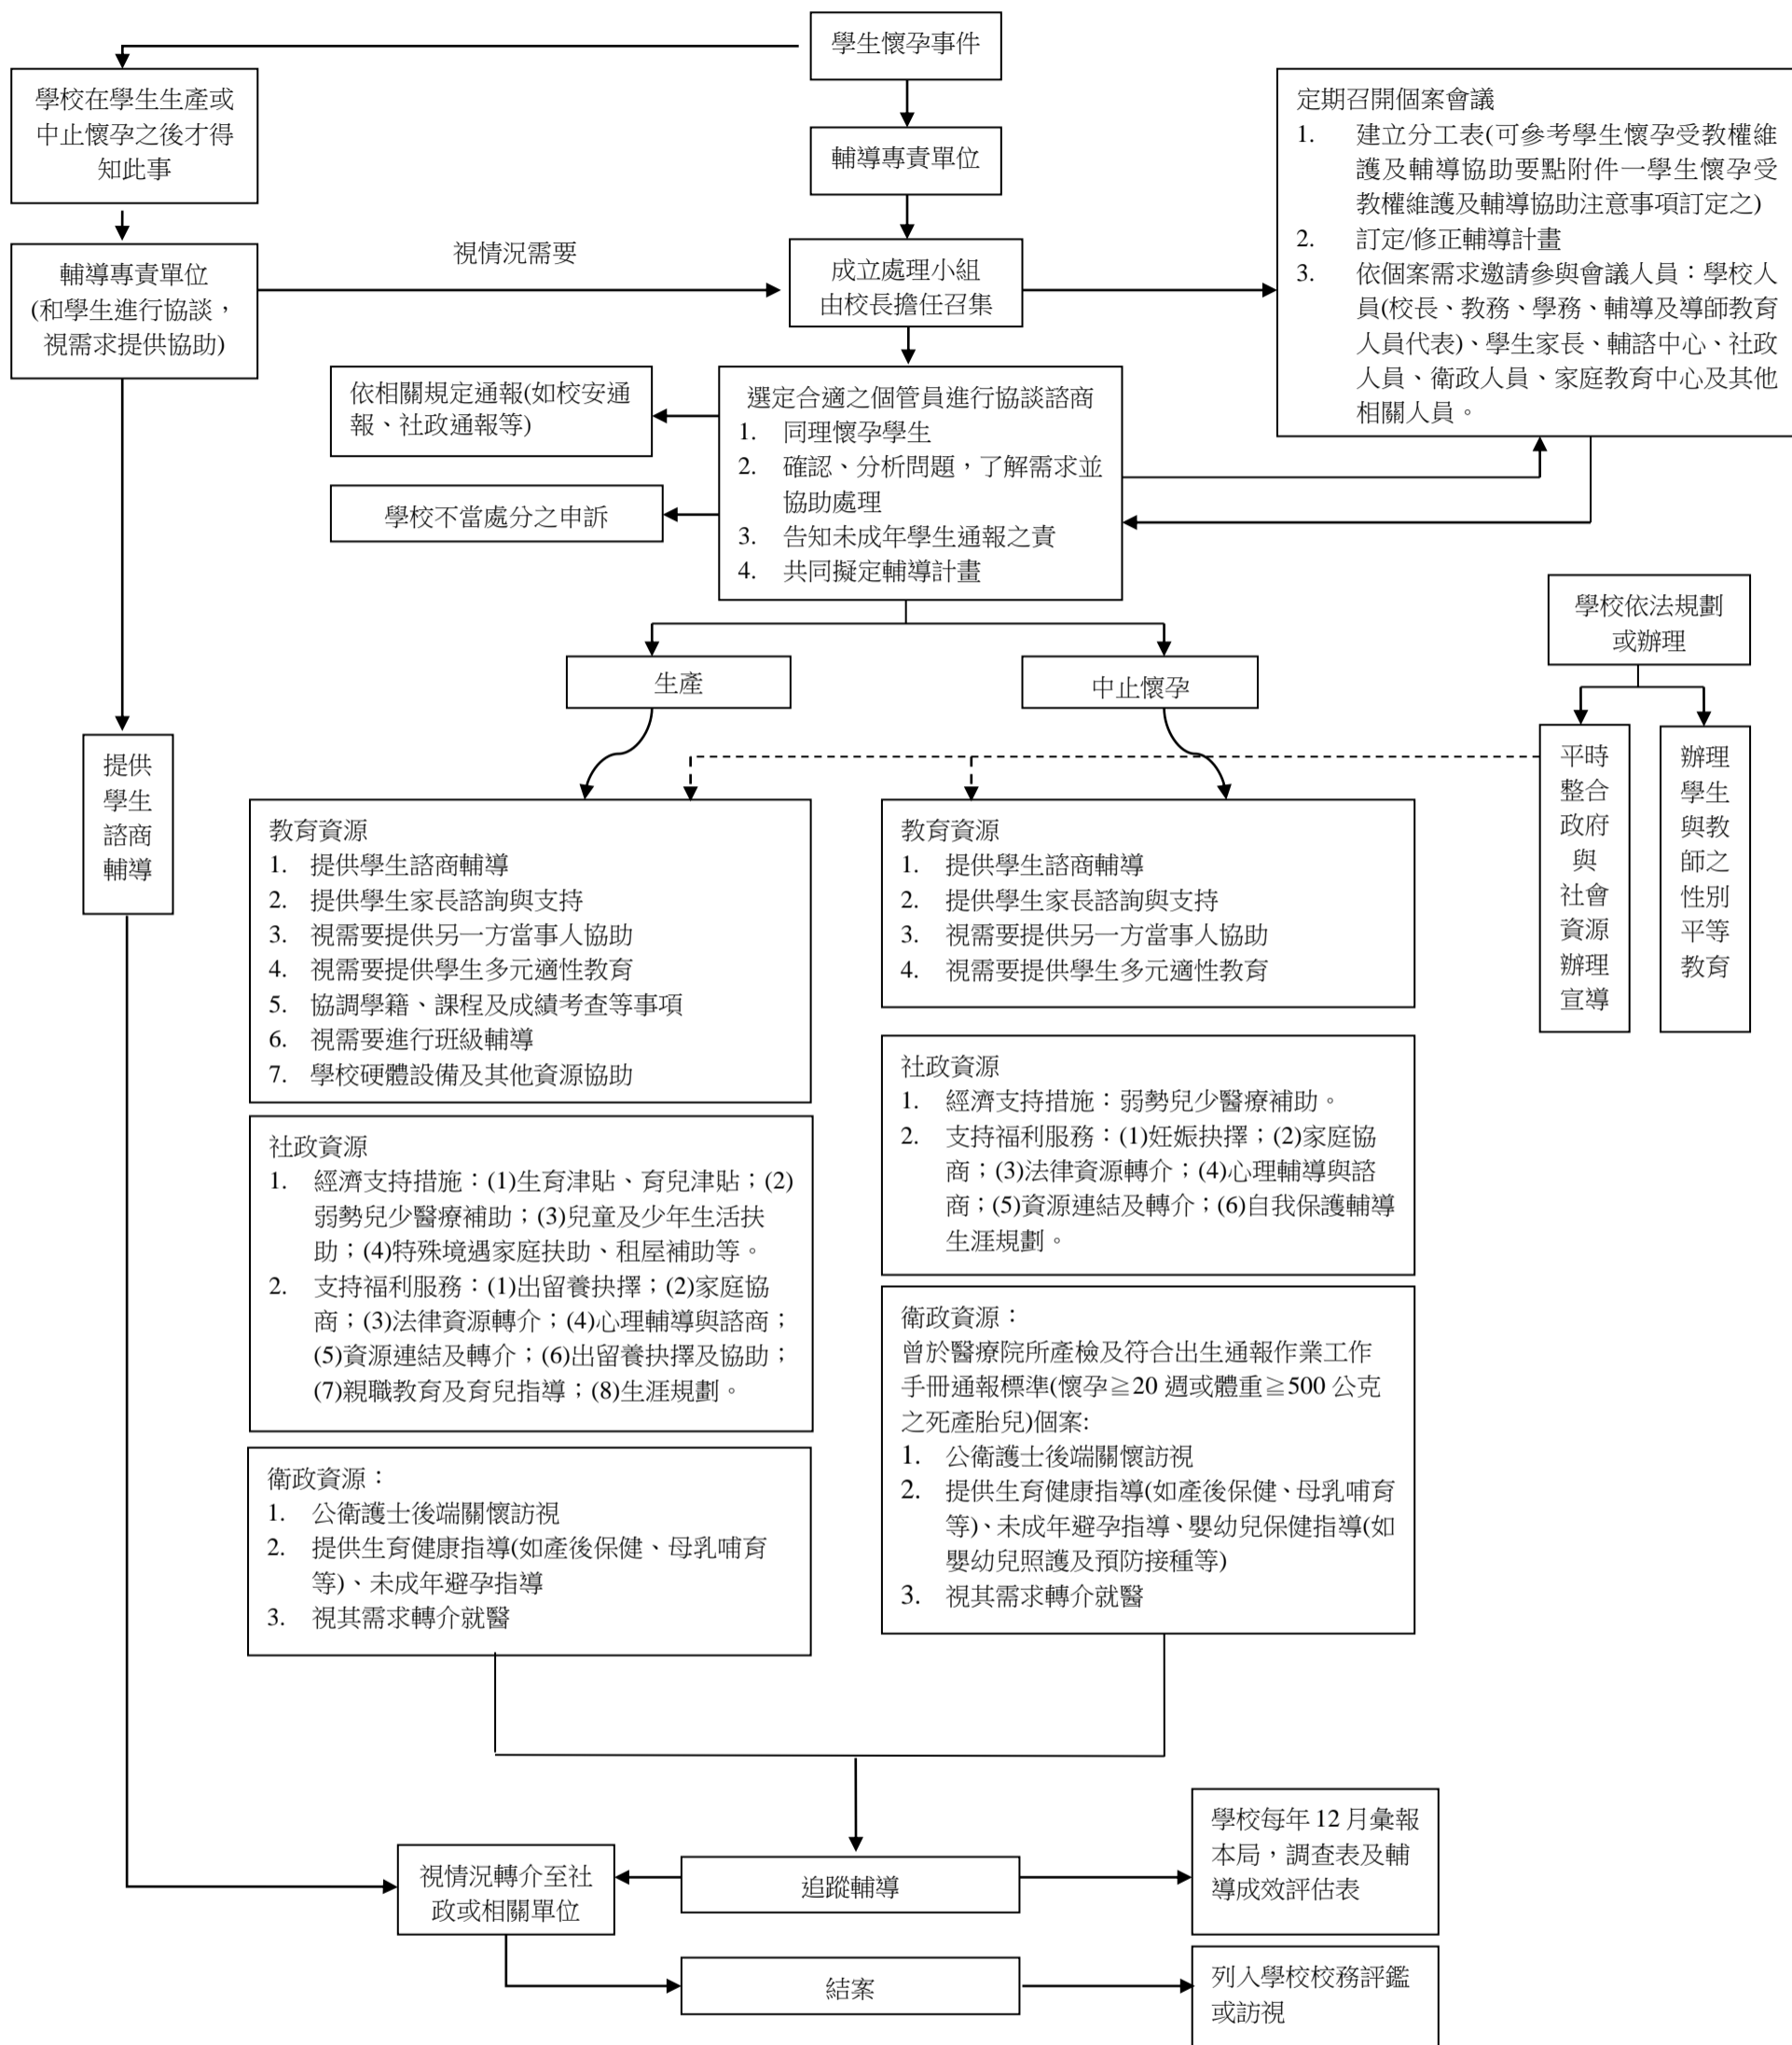 學生懷孕事件
學校在學生生產或
中止懷孕之後才得
知此事
輔導專責單位
定期召開個案會議
1. 建立分工表(可參考學生懷孕受教權維
護及輔導協助要點附件一學生懷孕受
教權維護及輔導協助注意事項訂定之)
2. 訂定/修正輔導計畫
3. 依個案需求邀請參與會議人員：學校人
員(校長、教務、學務、輔導及導師教育
人員代表)、學生家長、輔諮中心、社政
人員、衛政人員、家庭教育中心及其他
相關人員。
輔導專責單位
(和學生進行協談，
視需求提供協助)
視情況需要
成立處理小組
由校長擔任召集
依相關規定通報(如校安通
報、社政通報等)
學校不當處分之申訴
選定合適之個管員進行協談諮商
1. 同理懷孕學生
2. 確認、分析問題，了解需求並
協助處理
3. 告知未成年學生通報之責
4. 共同擬定輔導計畫
學校依法規劃
或辦理
生產
中止懷孕
提供
學生
諮商
輔導
平時
整合
政府
與
社會
資源
辦理
宣導
辦理
學生
與教
師之
性別
平等
教育
教育資源
1. 提供學生諮商輔導
2. 提供學生家長諮詢與支持
3. 視需要提供另一方當事人協助
4. 視需要提供學生多元適性教育
5. 協調學籍、課程及成績考查等事項
6. 視需要進行班級輔導
7. 學校硬體設備及其他資源協助
社政資源
1. 經濟支持措施：(1)生育津貼、育兒津貼；(2)
弱勢兒少醫療補助；(3)兒童及少年生活扶
助；(4)特殊境遇家庭扶助、租屋補助等。
2. 支持福利服務：(1)出留養抉擇；(2)家庭協
商；(3)法律資源轉介；(4)心理輔導與諮商；
(5)資源連結及轉介；(6)出留養抉擇及協助；
(7)親職教育及育兒指導；(8)生涯規劃。
衛政資源：
1. 公衛護士後端關懷訪視
2. 提供生育健康指導(如產後保健、母乳哺育
等)、未成年避孕指導
3. 視其需求轉介就醫
教育資源
1. 提供學生諮商輔導
2. 提供學生家長諮詢與支持
3. 視需要提供另一方當事人協助
4. 視需要提供學生多元適性教育
社政資源
1. 經濟支持措施：弱勢兒少醫療補助。
2. 支持福利服務：(1)妊娠抉擇；(2)家庭協
商；(3)法律資源轉介；(4)心理輔導與諮
商；(5)資源連結及轉介；(6)自我保護輔導
生涯規劃。
衛政資源：
曾於醫療院所產檢及符合出生通報作業工作
手冊通報標準(懷孕≧20 週或體重≧500 公克
之死產胎兒)個案:
1. 公衛護士後端關懷訪視
2. 提供生育健康指導(如產後保健、母乳哺育
等)、未成年避孕指導、嬰幼兒保健指導(如
嬰幼兒照護及預防接種等)
3. 視其需求轉介就醫
視情況轉介至社
政或相關單位
追蹤輔導
學校每年 12 月彙報
本局，調查表及輔
導成效評估表
結案
列入學校校務評鑑
或訪視